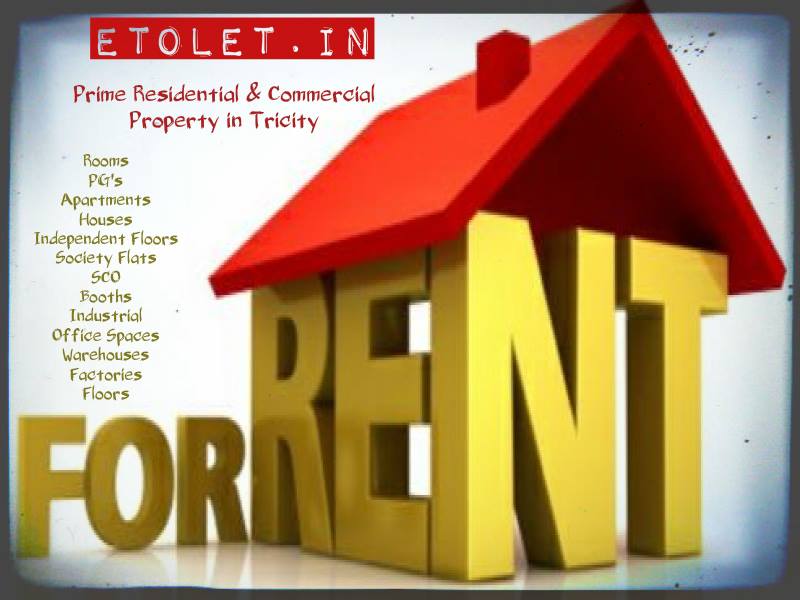 ETOLET.IN
Prime Residential & Commercial
Property in Tricity
Rooms
PG's
Apartments
Houses
Independent Floors
Society Flats
SCO
Booths
Industrial
Office Spaces
Warehouses
Factories
Floors
FOR RENT